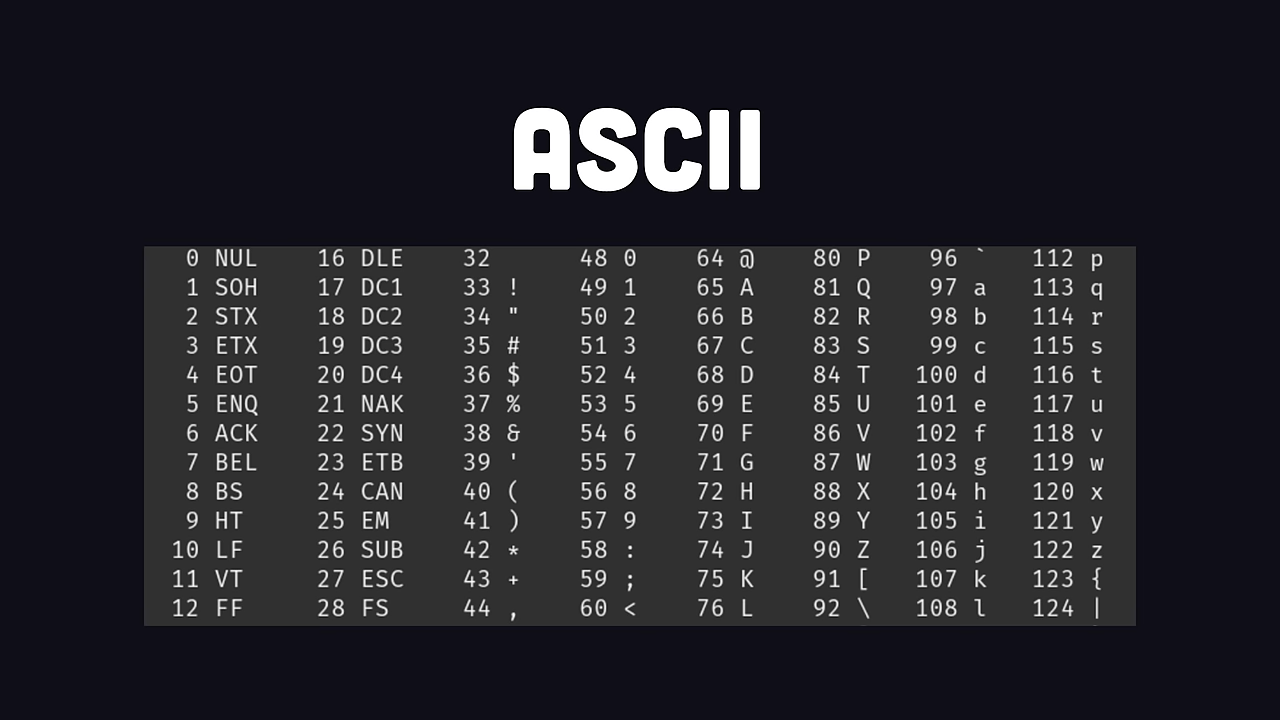 ASCII
0 NUL 16 DLE 32 48 0 64 @ 80 P 96 ` 112 p
1 SOH 17 DC1 33 ! 49 1 65 A 81 Q 97 a 113 q
2 STX 18 DC2 34 " 50 2 66 B 82 R 98 b 114 r
3 ETX 19 DC3 35 # 51 3 67 C 83 S 99 c 115 s
4 EOT 20 DC4 36 $ 52 4 68 D 84 T 100 d 116 t
5 ENQ 21 NAK 37 % 53 5 69 E 85 U 101 e 117 u
6 ACK 22 SYN 38 & 54 6 70 F 86 V 102 f 118 v
7 BEL 23 ETB 39 ' 55 7 71 G 87 W 103 g 119 w
8 BS 24 CAN 40 ( 56 8 72 H 88 X 104 h 120 x
9 HT 25 EM 41 ) 57 9 73 I 89 Y 105 i 121 y
10 LF 26 SUB 42 * 58 : 74 J 90 Z 106 j 122 z
11 VT 27 ESC 43 + 59 ; 75 K 91 [ 107 k 123 {
12 FF 28 FS 44 , 60 < 76 L 92 \ 108 l 124 |